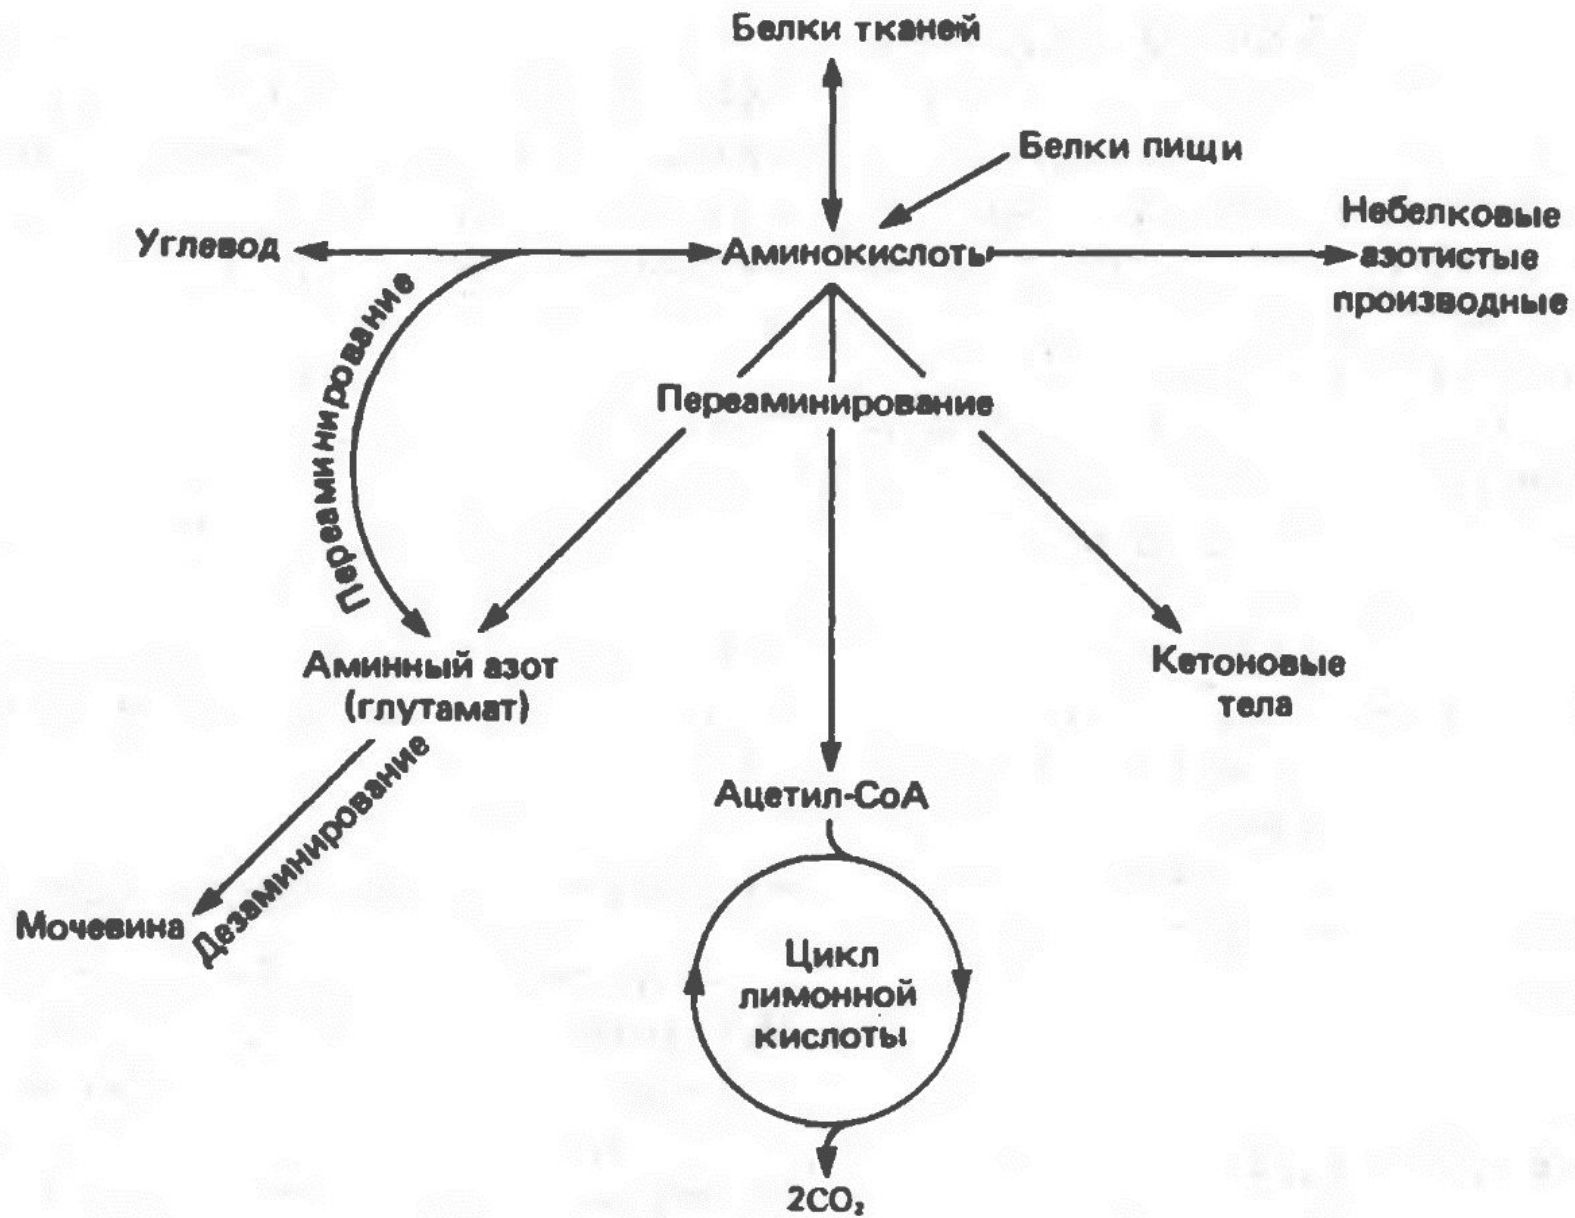 Белки тканей
Белки пищи
Небелковые
азотистые
производные
Углевод
Аминокислоты
Переаминирование
Переаминирование
Аминный азот
(глутамат)
Кетоновые
тела
Дезаминирование
Ацетил-СоА
Мочевина
Цикл
лимонной
кислоты
2CO₂